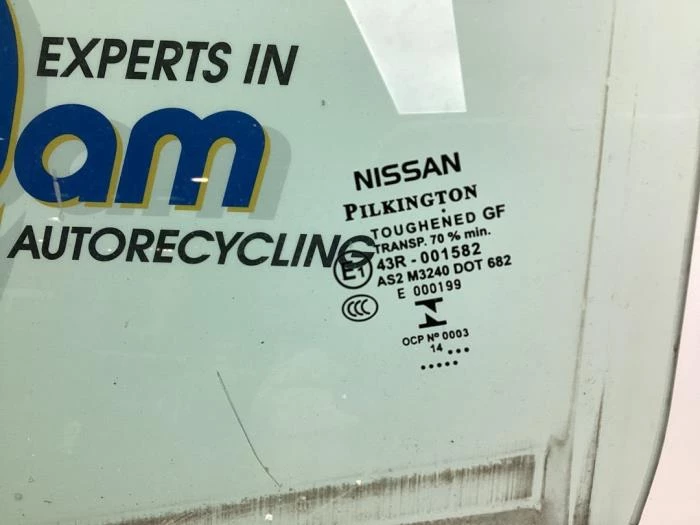 EXPERTS IN
am
AUTORECYCLING
NISSAN
PILKINGTON
TOUGHENED GF
TRANSP. 70 % min.
E1 43R - 001582
AS2 M3240 DOT 682
E 000199
CCC
OCP Nº 0003
14 ...
.....